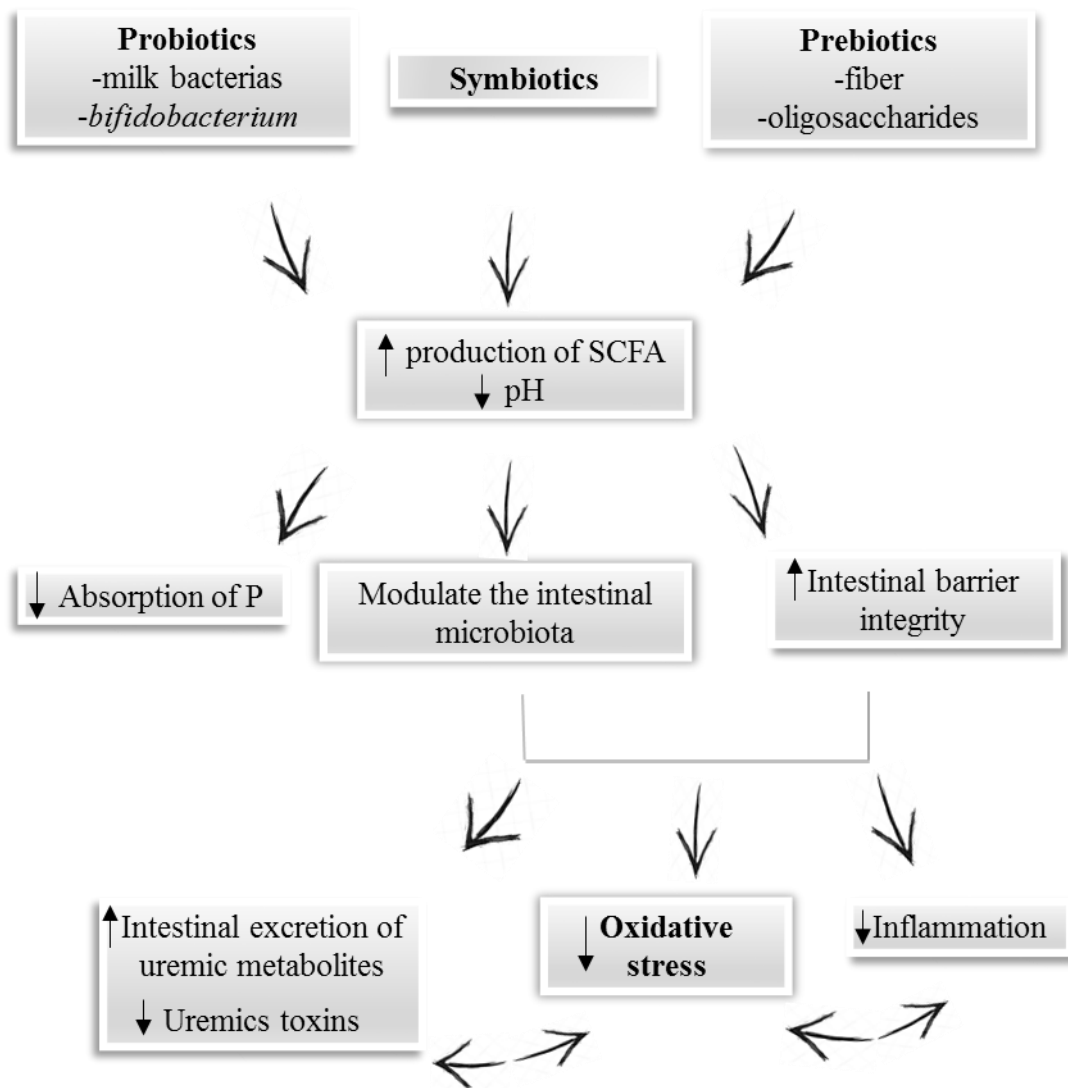 Probiotics
-milk bacterias
-bifidobacterium
Symbiotics
Prebiotics
-fiber
-oligosaccharides
↑ production of SCFA
↓ pH
↓ Absorption of P
Modulate the intestinal
microbiota
↑ Intestinal barrier
integrity
↑ Intestinal excretion of
uremic metabolites
↓ Uremics toxins
↓ Oxidative
stress
↓ Inflammation